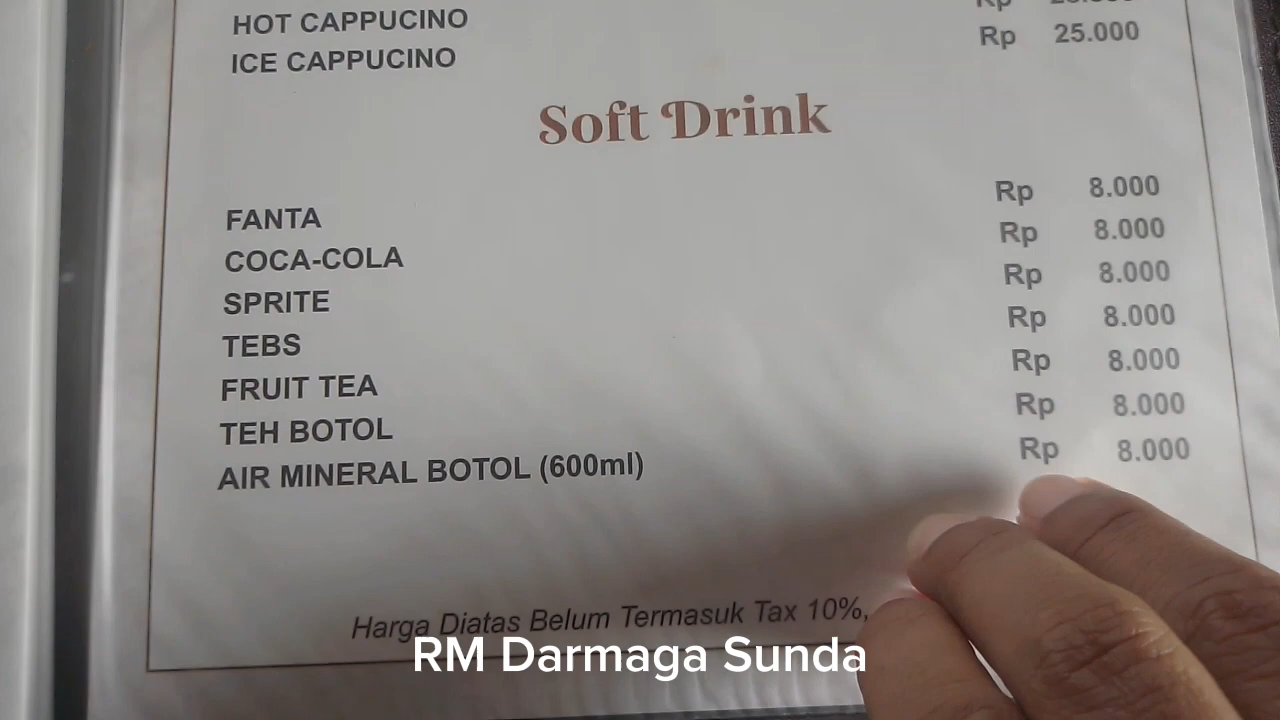 HOT CAPPUCINO Rp
ICE CAPPUCINO Rp 25.000
Soft Drink
FANTA Rp 8.000
COCA-COLA Rp 8.000
SPRITE Rp 8.000
TEBS Rp 8.000
FRUIT TEA Rp 8.000
TEH BOTOL Rp 8.000
AIR MINERAL BOTOL (600ml) Rp 8.000
Harga Diatas Belum Termasuk Tax 10%,
RM Darmaga Sunda